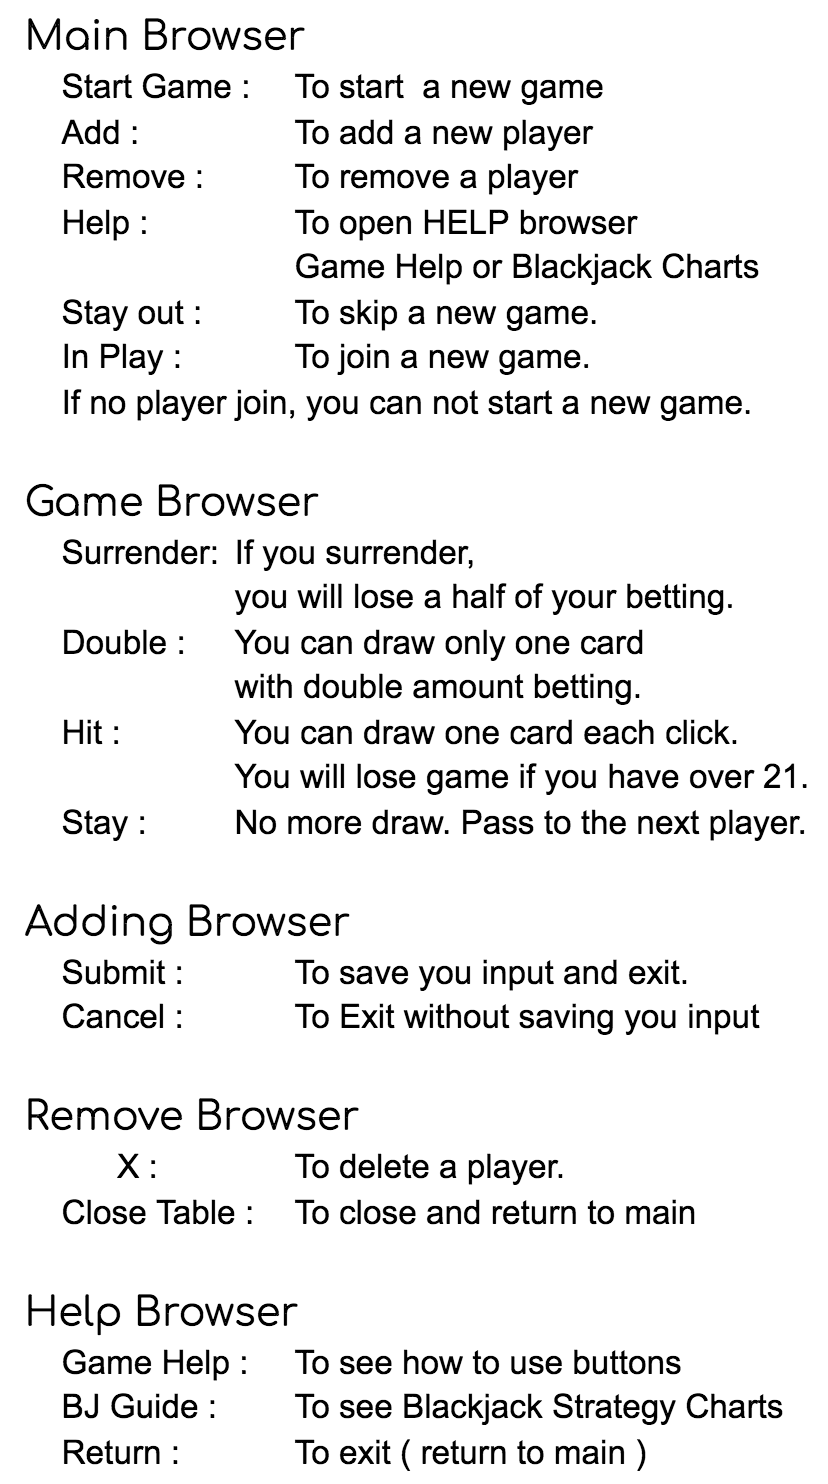 Main Browser
Start Game : To start a new game
Add : To add a new player
Remove : To remove a player
Help : To open HELP browser
Game Help or Blackjack Charts
Stay out : To skip a new game.
In Play : To join a new game.
If no player join, you can not start a new game.
Game Browser
Surrender: If you surrender,
you will lose a half of your betting.
Double : You can draw only one card
with double amount betting.
Hit : You can draw one card each click.
You will lose game if you have over 21.
Stay : No more draw. Pass to the next player.
Adding Browser
Submit : To save you input and exit.
Cancel : To Exit without saving you input
Remove Browser
X : To delete a player.
Close Table : To close and return to main
Help Browser
Game Help : To see how to use buttons
BJ Guide : To see Blackjack Strategy Charts
Return : To exit ( return to main )